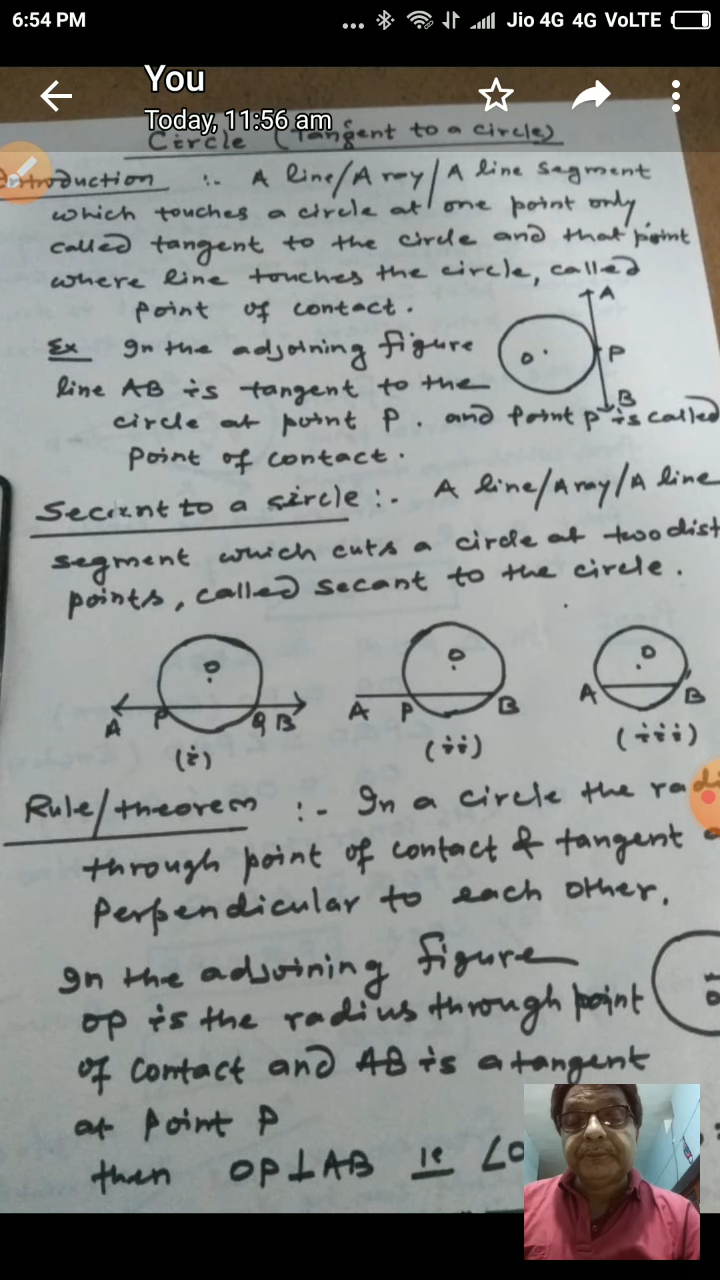 6:54 PM ... Jio 4G 4G VoLTE
You
Today, 11:56 am
Circle (Tangent to a circle)
Introduction :- A line/A ray/A line segment
which touches a circle at one point only
called tangent to the circle and that point
where line touches the circle, called
point of contact.
Ex In the adjoining figure
line AB is tangent to the
circle at point P. and point P is called
Point of contact.
A
O
P
B
Secant to a circle :- A line/A ray/A line
segment which cuts a circle at two dist
points, called secant to the circle.
O O O
A P Q B A P B A B
(i) (ii) (iii)
Rule/theorem :- In a circle the radi
through point of contact & tangent
Perpendicular to each other.
In the adjoining figure
OP is the radius through point
of contact and AB is a tangent
at point P
then OP⊥AB ie ∠O
O